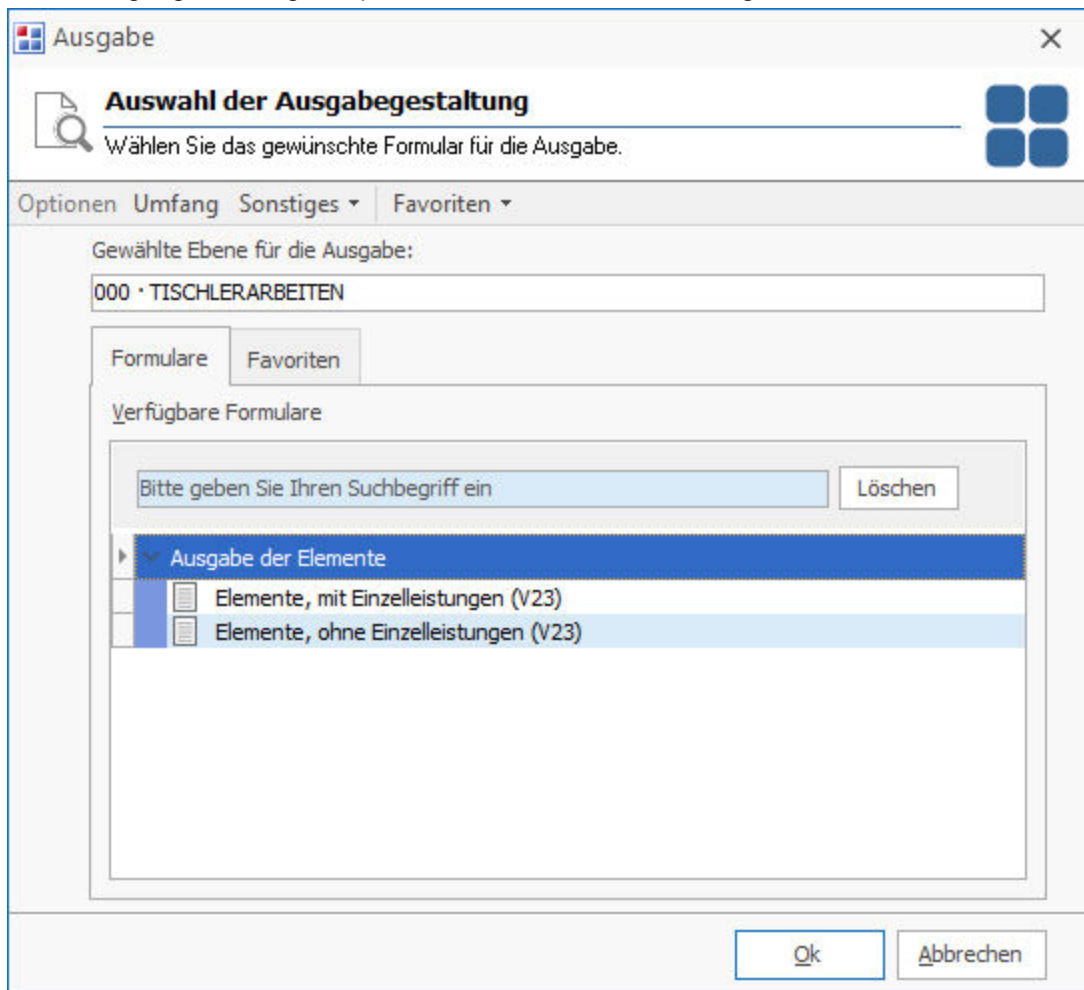 Ausgabe
Auswahl der Ausgabegestaltung
Wählen Sie das gewünschte Formular für die Ausgabe.
Optionen Umfang Sonstiges Favoriten
Gewählte Ebene für die Ausgabe:
000 · TISCHLERARBEITEN
Formulare Favoriten
Verfügbare Formulare
Bitte geben Sie Ihren Suchbegriff ein Löschen
Ausgabe der Elemente
Elemente, mit Einzelleistungen (V23)
Elemente, ohne Einzelleistungen (V23)
Ok Abbrechen